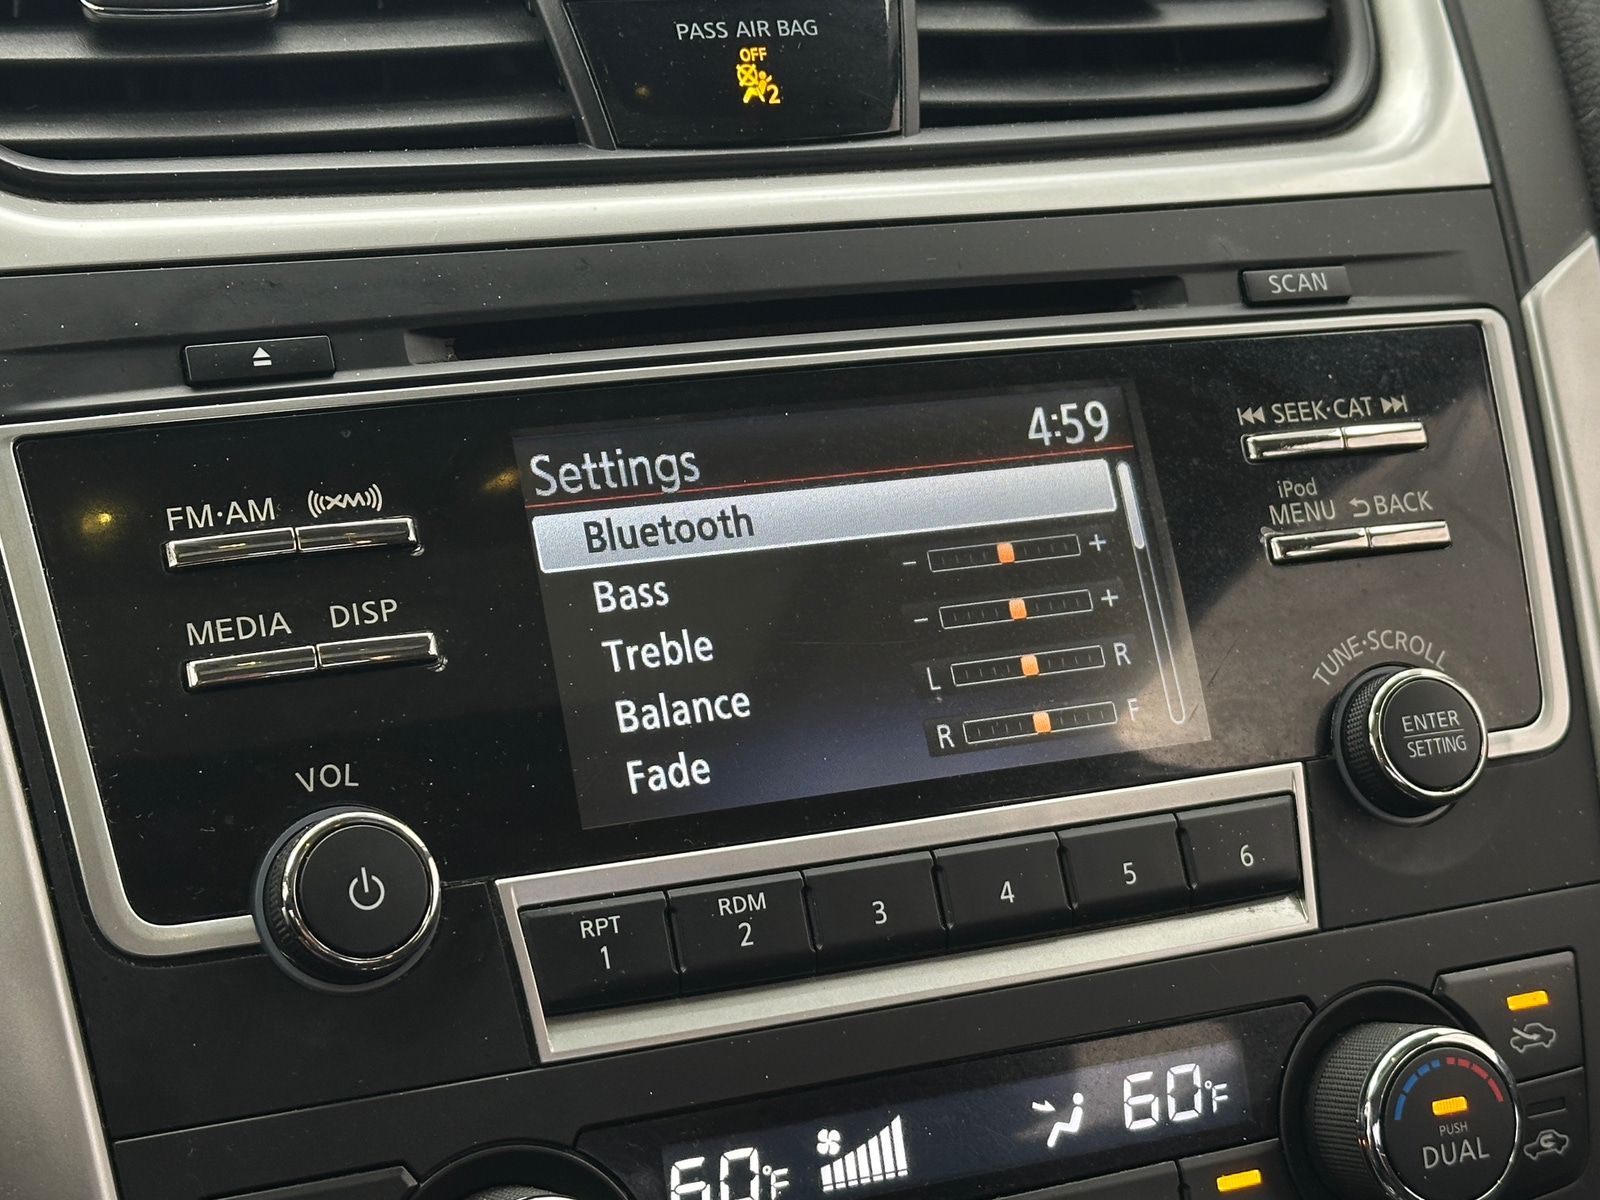 PASS AIR BAG
OFF
2
SCAN
FM·AM
XM
MEDIA
DISP
VOL
Settings
4:59
Bluetooth
Bass
- +
Treble
- +
Balance
L R
Fade
R F
SEEK·CAT
iPod
MENU
BACK
TUNE·SCROLL
ENTER
SETTING
RPT
1
RDM
2
3
4
5
6
60°F
60°F
PUSH
DUAL